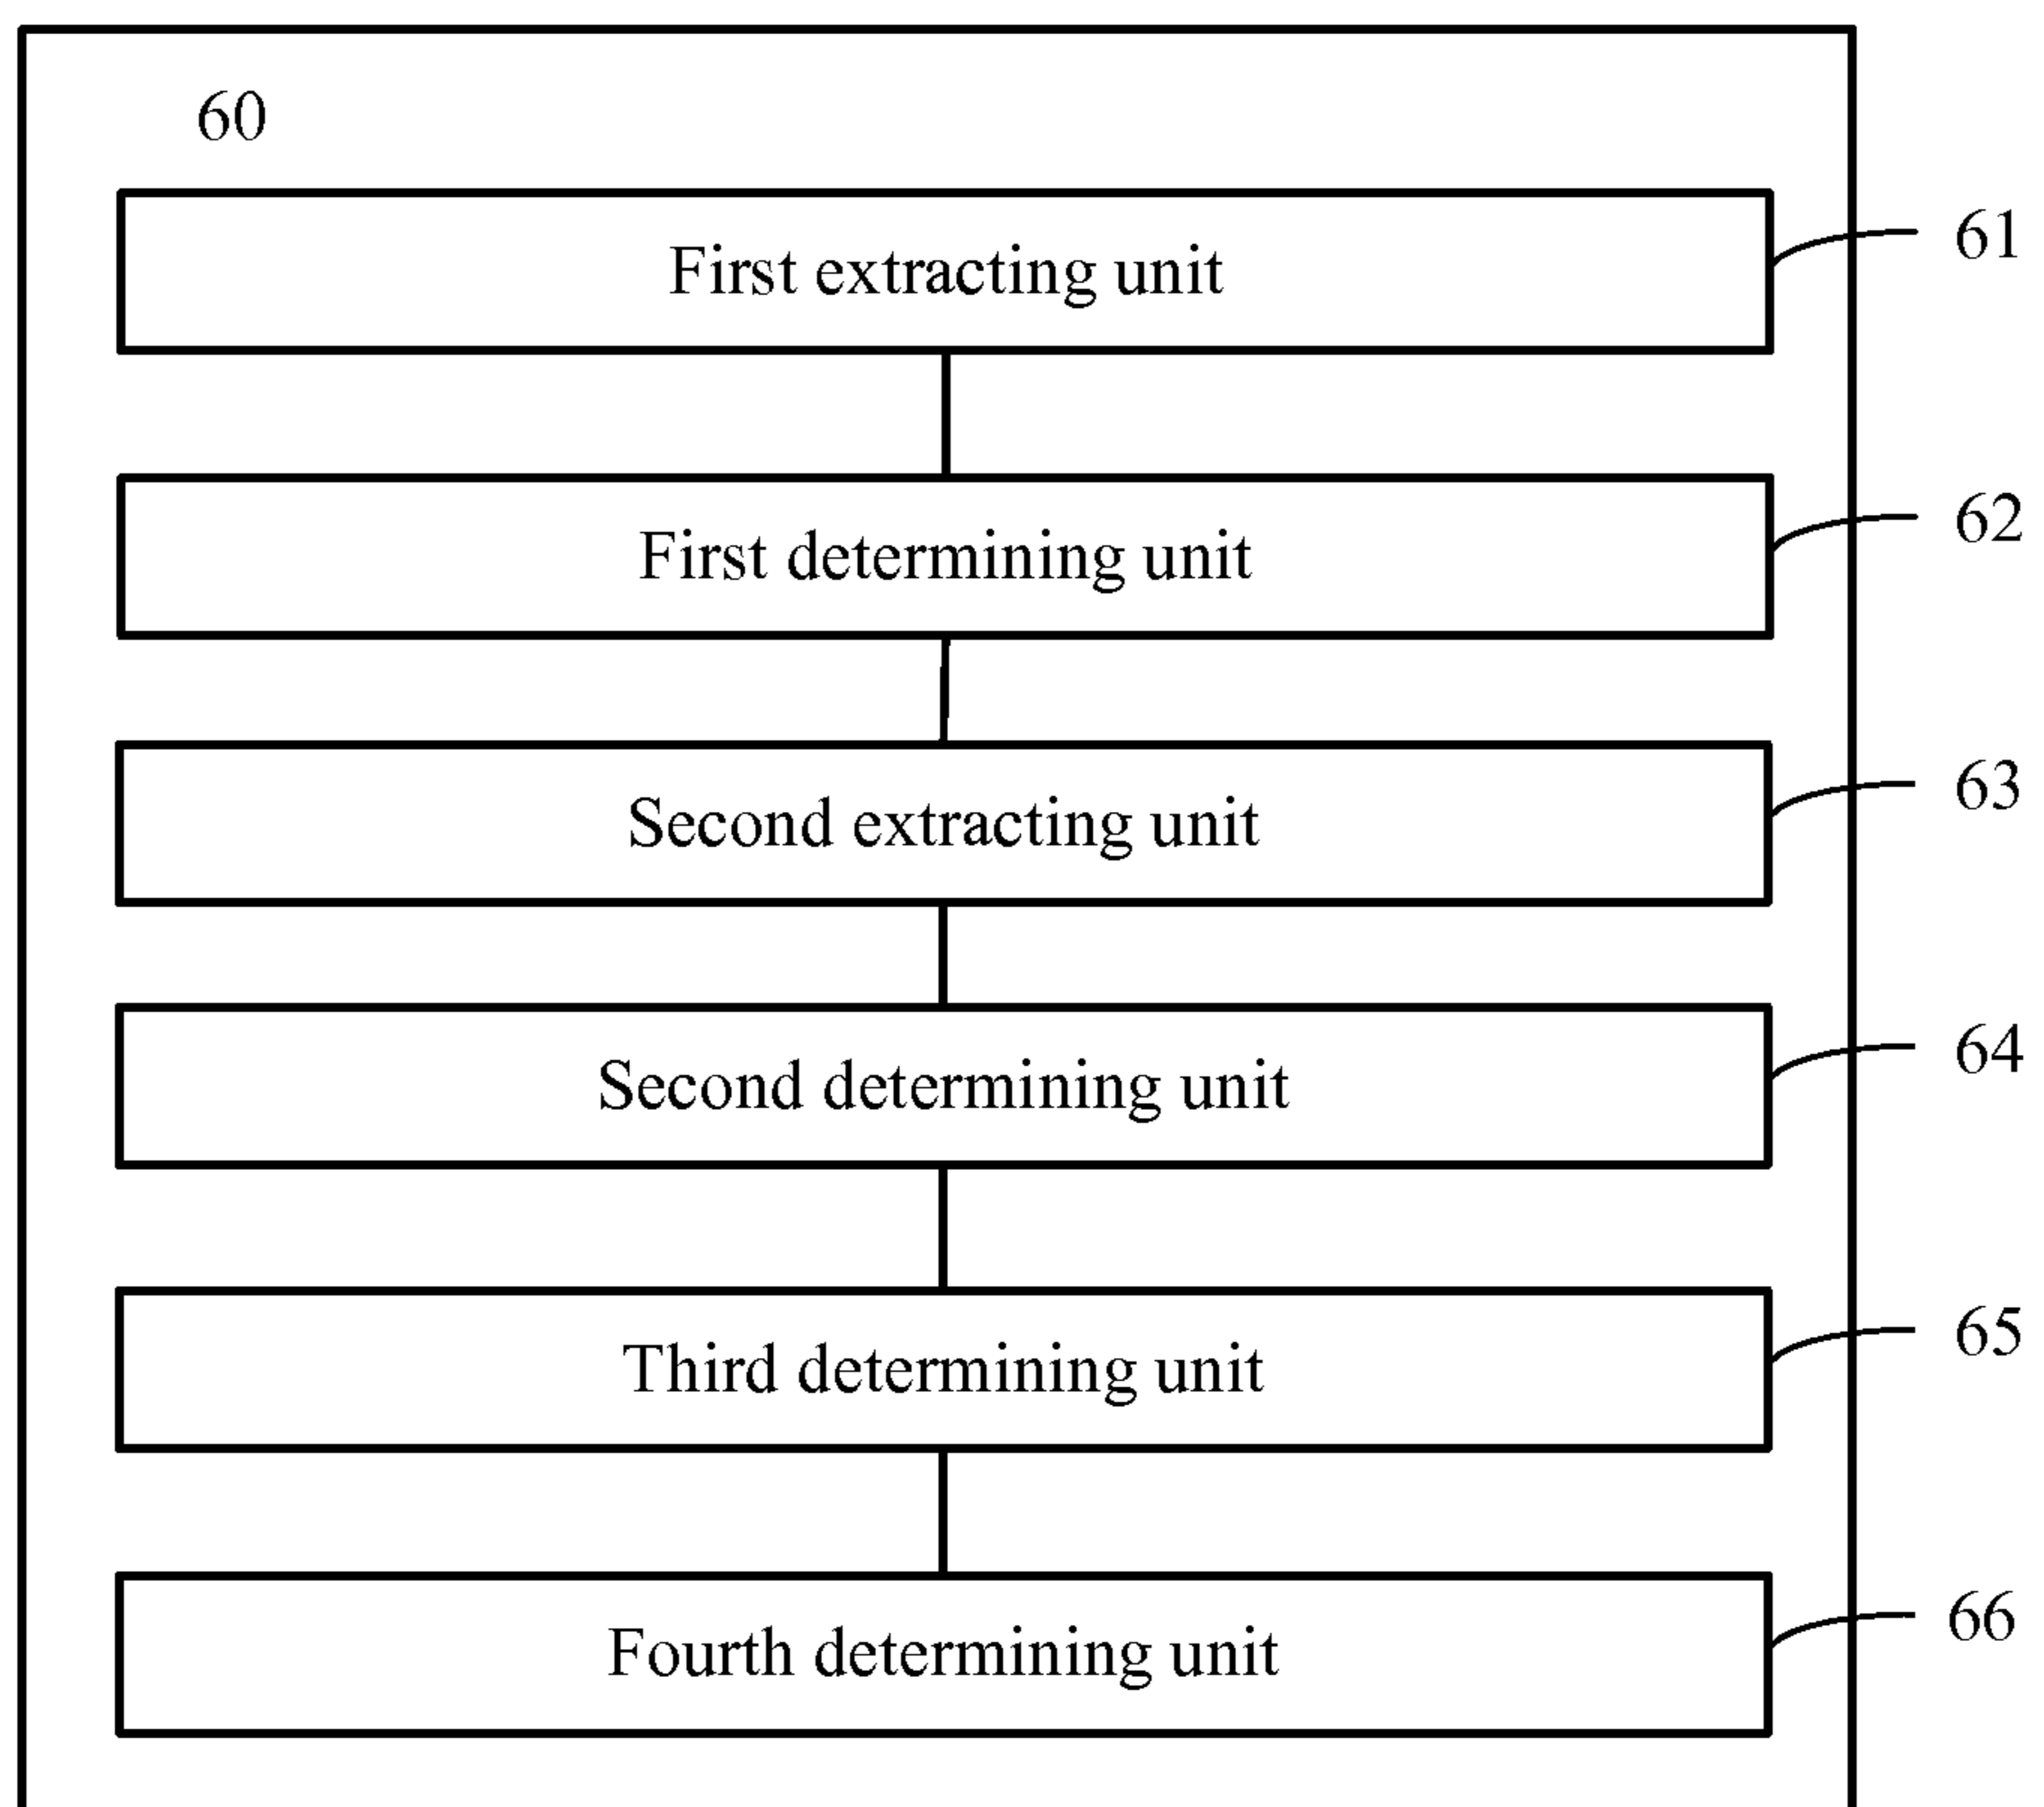 60
First extracting unit
61
First determining unit
62
Second extracting unit
63
Second determining unit
64
Third determining unit
65
Fourth determining unit
66